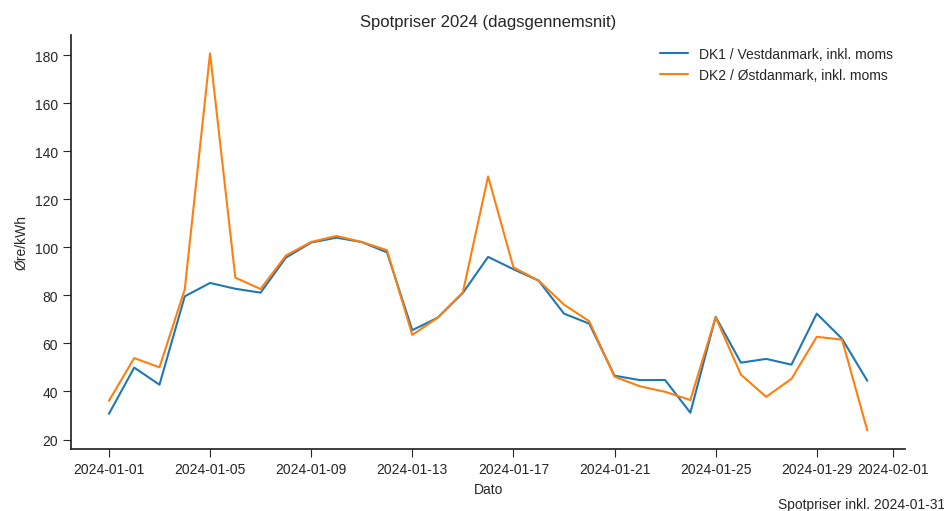 Spotpriser 2024 (dagsgennemsnit)
DK1 / Vestdanmark, inkl. moms
DK2 / Østdanmark, inkl. moms
180
160
140
120
100
80
60
40
20
Øre/kWh
2024-01-01 2024-01-05 2024-01-09 2024-01-13 2024-01-17 2024-01-21 2024-01-25 2024-01-29 2024-02-01
Dato
Spotpriser inkl. 2024-01-31